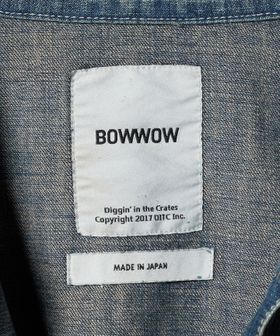 BOWWOW
Diggin' in the Crates
Copyright 2017 DITC Inc.
MADE IN JAPAN